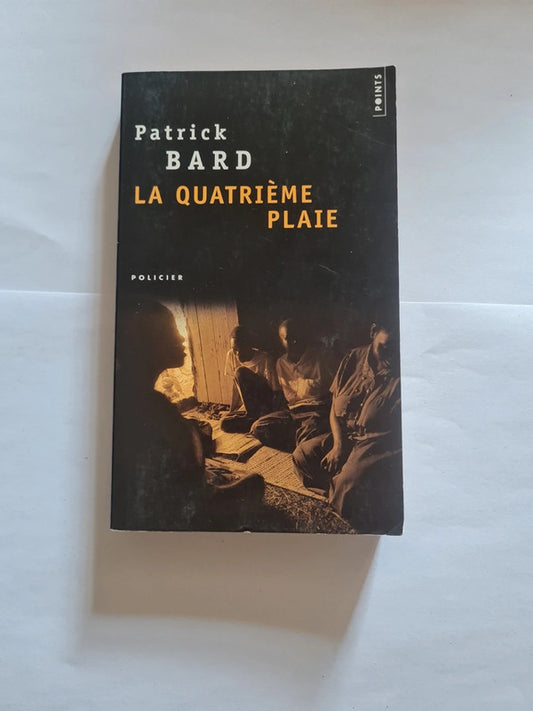 POINTS
Patrick
BARD
LA QUATRIÈME
PLAIE
POLICIER